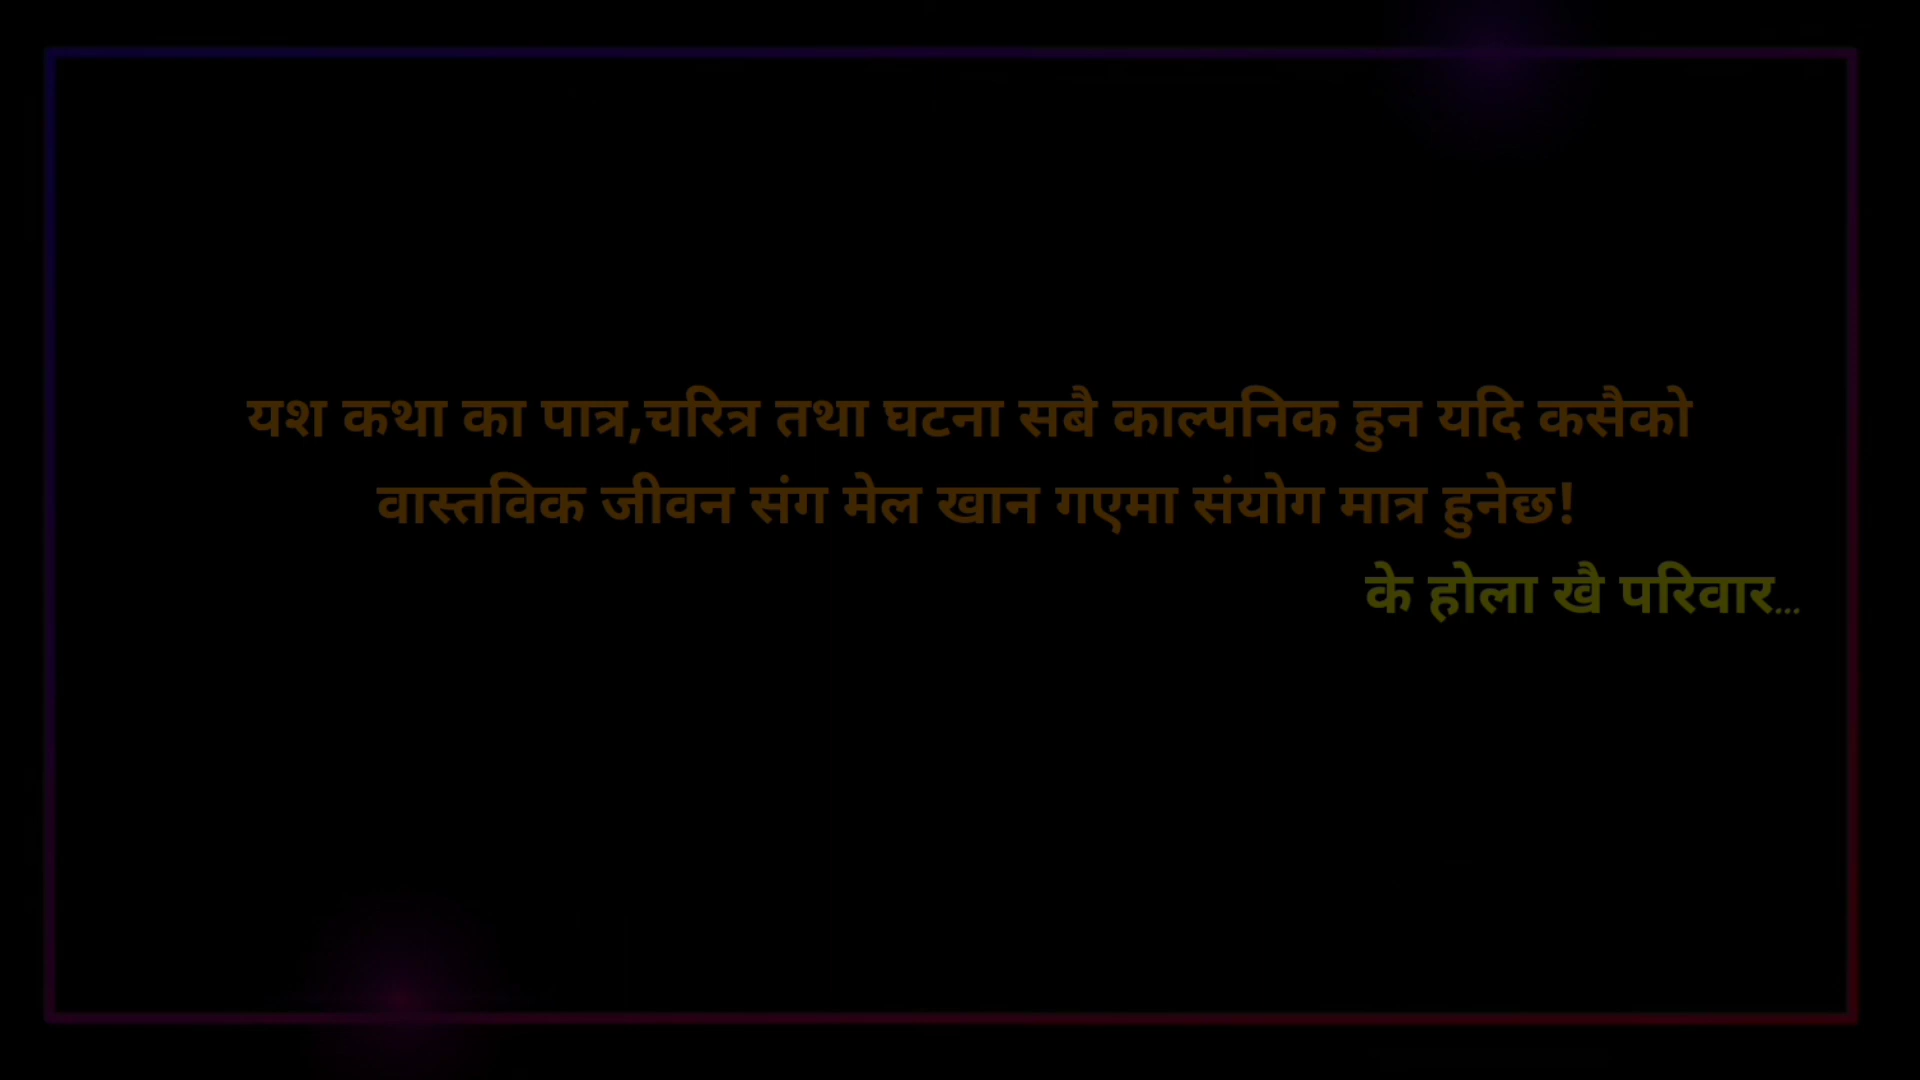 यश कथा का पात्र,चरित्र तथा घटना सबै काल्पनिक हुन यदि कसैको
वास्तविक जीवन संग मेल खान गएमा संयोग मात्र हुनेछ!
के होला खै परिवार...